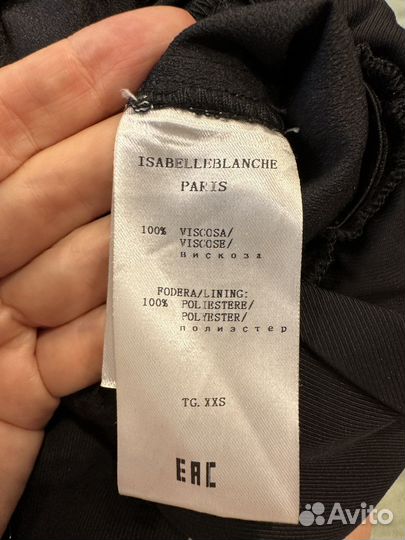 ISABELLEBLANCHE
PARIS
100% VISCOSA/
VISCOSE/
вискоза
FODERA/LINING:
100% POLIESTERE/
POLYESTER/
полиэстер
TG. XXS
EAC
Avito